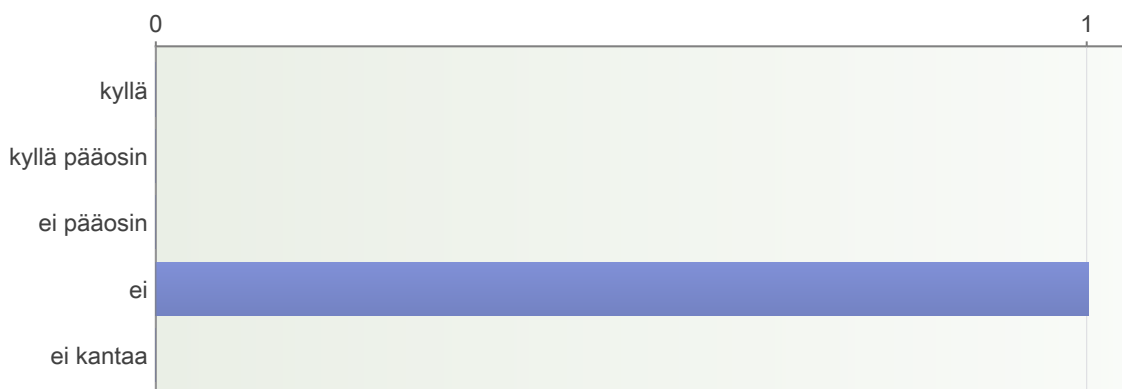 0 1
kyllä
kyllä pääosin
ei pääosin
ei
ei kantaa